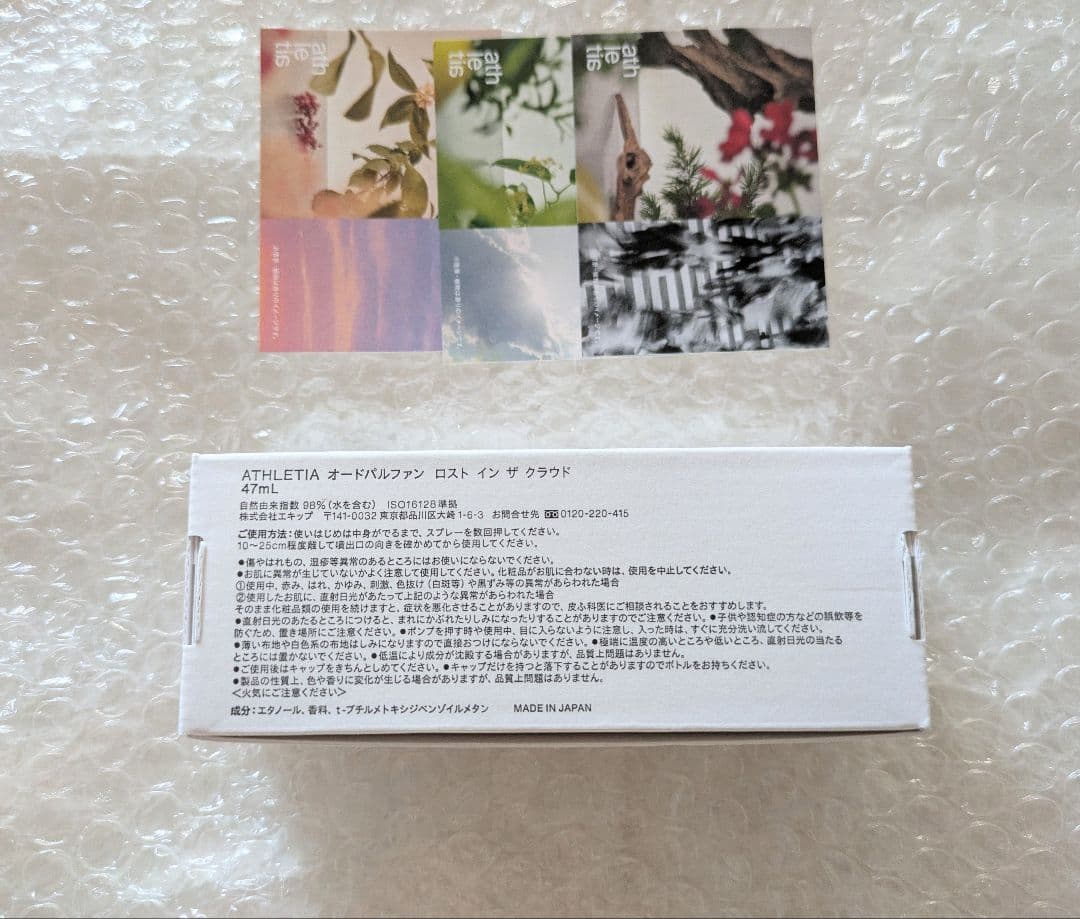 ath
le
tia
ath
le
tia
ath
le
tia
ATHLETIA オードパルファン ロスト イン ザ クラウド
47mL
自然由来指数 98%(水を含む) ISO16128準拠
株式会社エキップ 〒141-0032 東京都品川区大崎 1-6-3 お問合せ先 0120-220-415
ご使用方法:使いはじめは中身がでるまで、スプレーを数回押してください。
10〜25cm程度離して噴出口の向きを確かめてから使用してください。
●傷やはれもの、湿疹等異常のあるところにはお使いにならないでください。
●お肌に異常が生じていないかよく注意して使用してください。化粧品がお肌に合わない時は、使用を中止してください。
①使用中、赤み、はれ、かゆみ、刺激、色抜け(白斑等)や黒ずみ等の異常があらわれた場合
②使用したお肌に、直射日光があたって上記のような異常があらわれた場合
そのまま化粧品類の使用を続けますと、症状を悪化させることがありますので、皮ふ科医にご相談されることをおすすめします。
●直射日光のあたるところにつけると、まれにかぶれたりしみになったりすることがありますのでご注意ください。●子供や認知症の方などの誤飲等を
防ぐため、置き場所にご注意ください。●ポンプを押す時や使用中、目に入らないように注意し、入った時は、すぐに充分洗い流してください。
●薄い布地や白色系の布地はしみになりますので直接おつけにならないでください。●極端に温度の高いところや低いところ、直射日光の当たる
ところには置かないでください。●低温により成分が沈殿する場合がありますが、品質上問題はありません。
●ご使用後はキャップをきちんとしめてください。●キャップだけを持つと落下することがありますのでボトルをお持ちください。
●製品の性質上、色や香りに変化が生じる場合がありますが、品質上問題はありません。
<火気にご注意ください>
成分:エタノール、香料、t-ブチルメトキシジベンゾイルメタン MADE IN JAPAN